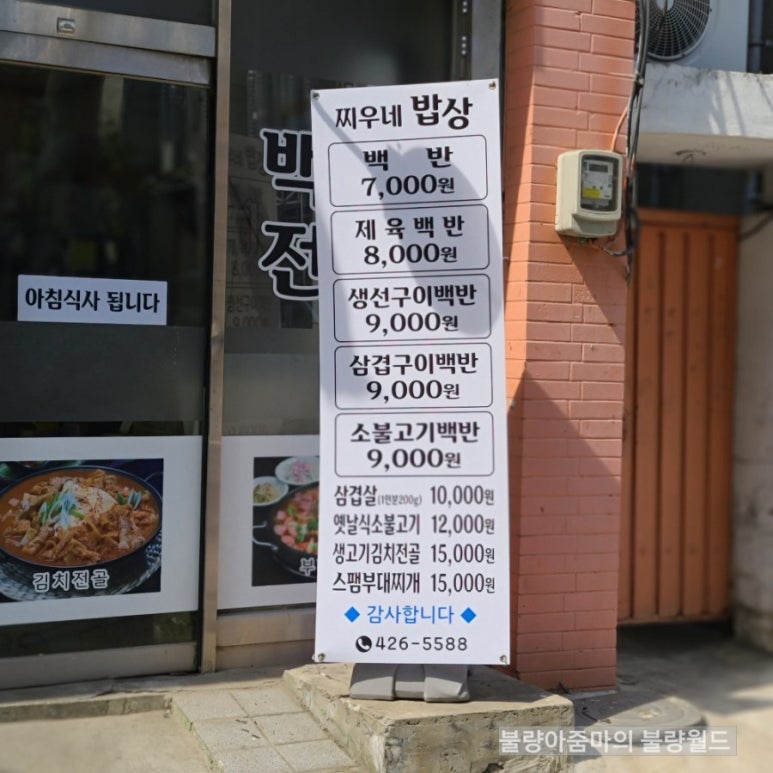 찌우네 밥상
백 반
7,000원
제육백반
8,000원
생선구이백반
9,000원
삼겹구이백반
9,000원
소불고기백반
9,000원
삼겹살(1인분200g) 10,000원
옛날식소불고기 12,000원
생고기김치전골 15,000원
스팸부대찌개 15,000원
◆ 감사합니다 ◆
426-5588
아침식사 됩니다
김치전골
불량아줌마의 불량월드